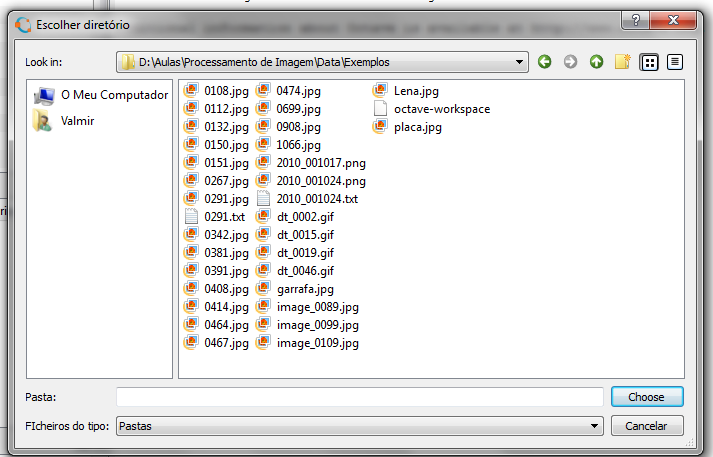 Escolher diretório
Look in:
D:\Aulas\Processamento de Imagem\Data\Exemplos
O Meu Computador
Valmir
0108.jpg
0112.jpg
0132.jpg
0150.jpg
0151.jpg
0267.jpg
0291.jpg
0291.txt
0342.jpg
0381.jpg
0391.jpg
0408.jpg
0414.jpg
0464.jpg
0467.jpg
0474.jpg
0699.jpg
0908.jpg
1066.jpg
2010_001017.png
2010_001024.png
2010_001024.txt
dt_0002.gif
dt_0015.gif
dt_0019.gif
dt_0046.gif
garrafa.jpg
image_0089.jpg
image_0099.jpg
image_0109.jpg
Lena.jpg
octave-workspace
placa.jpg
Pasta:
Choose
FIcheiros do tipo:
Pastas
Cancelar